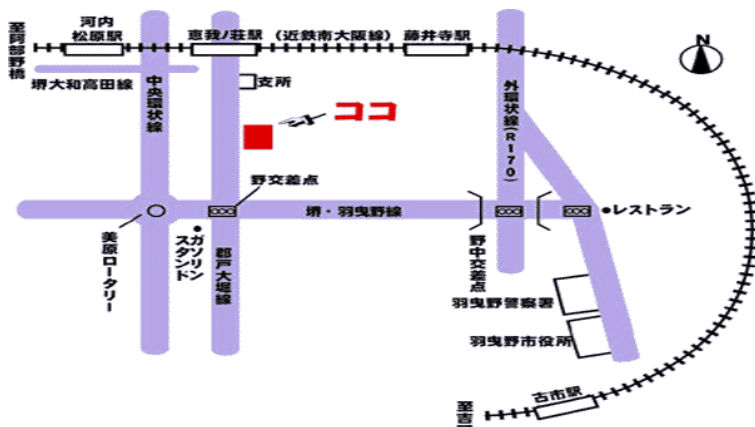 至阿部野橋
河内
松原駅
恵我ノ荘駅
(近鉄南大阪線)
藤井寺駅
N
堺大和高田線
中央環状線
支所
ココ
外環状線(R170)
野交差点
堺・羽曳野線
レストラン
美原ロータリー
ガソリン
スタンド
郡戸大堀線
野中交差点
羽曳野警察署
羽曳野市役所
古市駅